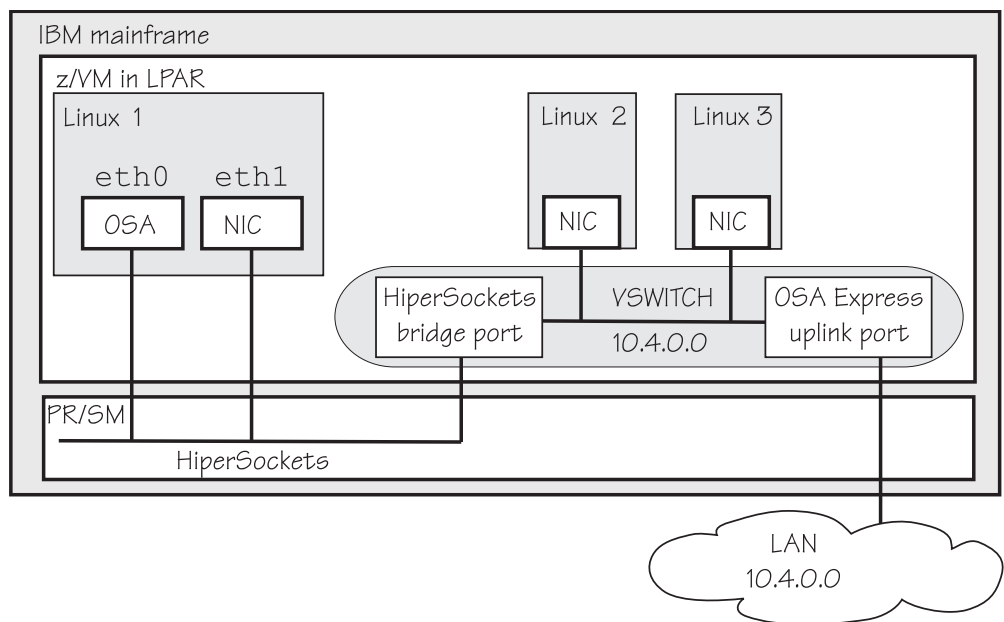 IBM mainframe
z/VM in LPAR
Linux 1
eth0 eth1
OSA
NIC
Linux 2
NIC
Linux 3
NIC
HiperSockets
bridge port
VSWITCH
10.4.0.0
OSA Express
uplink port
PR/SM
HiperSockets
LAN
10.4.0.0